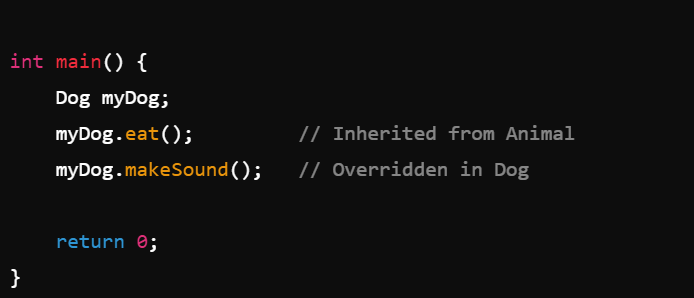 int main() {
    Dog myDog;
    myDog.eat();         // Inherited from Animal
    myDog.makeSound();   // Overridden in Dog
    return 0;
}